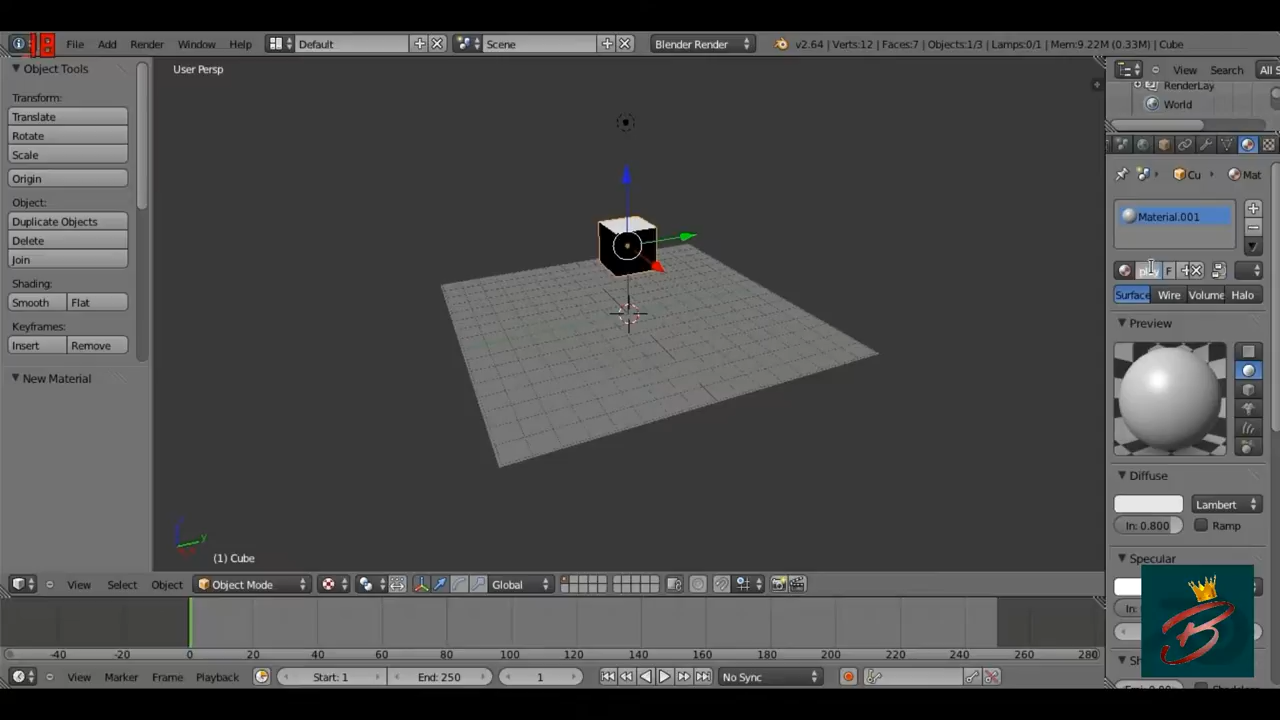 18 File Add Render Window Help Default Scene Blender Render v2.64 | Verts:12 | Faces:7 | Objects:1/3 | Lamps:0/1 | Mem:9.22M (0.33M) | Cube
Object Tools
Transform:
Translate
Rotate
Scale
Origin
Object:
Duplicate Objects
Delete
Join
Shading:
Smooth Flat
Keyframes:
Insert Remove
New Material
User Persp
(1) Cube
y
View Search All S
RenderLay
World
Cu Mat
Material.001
F
Surface Wire Volume Halo
Preview
Diffuse
Lambert
In: 0.800 Ramp
Specular
In:
View Select Object Object Mode Global
-40 -20 0 20 40 60 80 100 120 140 160 180 200 220 240 260 280
View Marker Frame Playback Start: 1 End: 250 1 No Sync